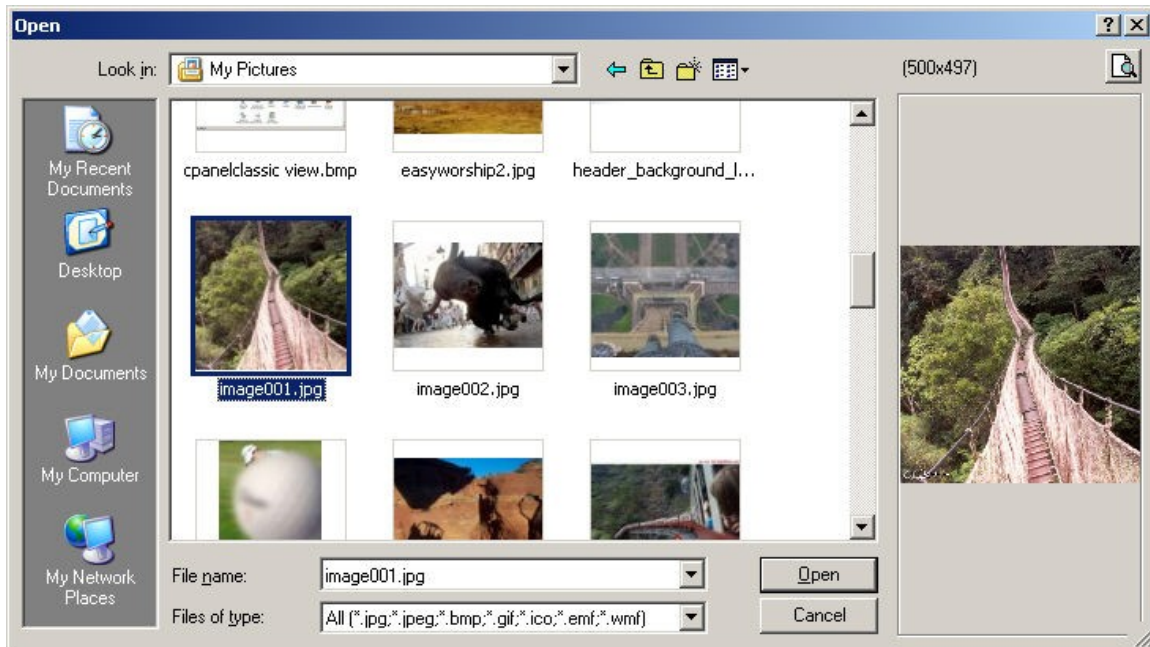 Open
Look in:
My Pictures
(500x497)
My Recent
Documents
Desktop
My Documents
My Computer
My Network
Places
cpanelclassic view.bmp
easyworship2.jpg
header_background_l...
image001.jpg
image002.jpg
image003.jpg
File name:
image001.jpg
Open
Files of type:
All (*.jpg;*.jpeg;*.bmp;*.gif;*.ico;*.emf;*.wmf)
Cancel